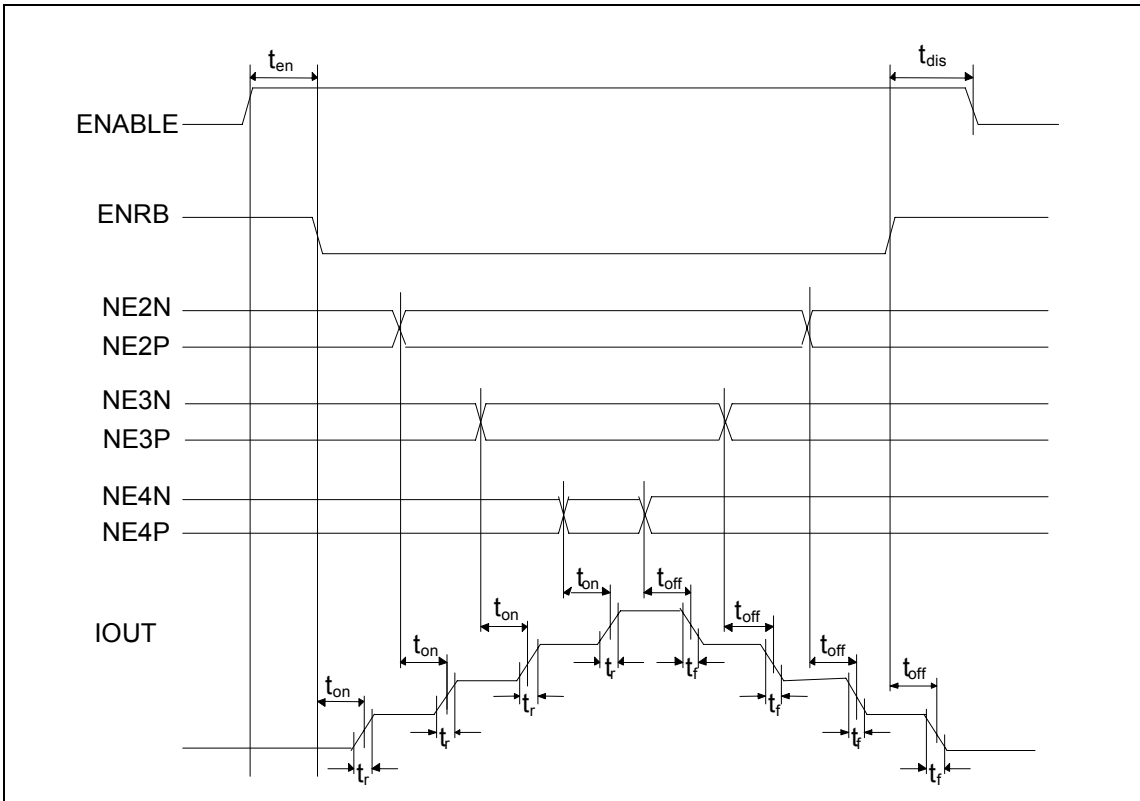 ten
tdis
ENABLE
ENRB
NE2N
NE2P
NE3N
NE3P
NE4N
NE4P
ton
toff
ton
toff
IOUT
ton
tr
tf
toff
ton
tr
tf
toff
tr
tf
tr
tf